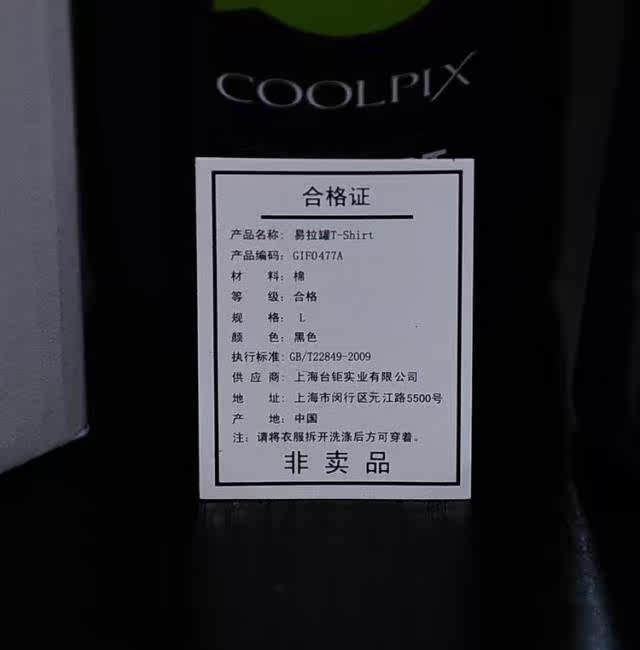 COOLPIX
合格证
产品名称: 易拉罐T-Shirt
产品编码: GIFO477A
材 料: 棉
等 级: 合格
规 格: L
颜 色: 黑色
执行标准: GB/T22849-2009
供 应 商: 上海台钜实业有限公司
地 址: 上海市闵行区元江路5500号
产 地: 中国
注: 请将衣服拆开洗涤后方可穿着。
非卖品